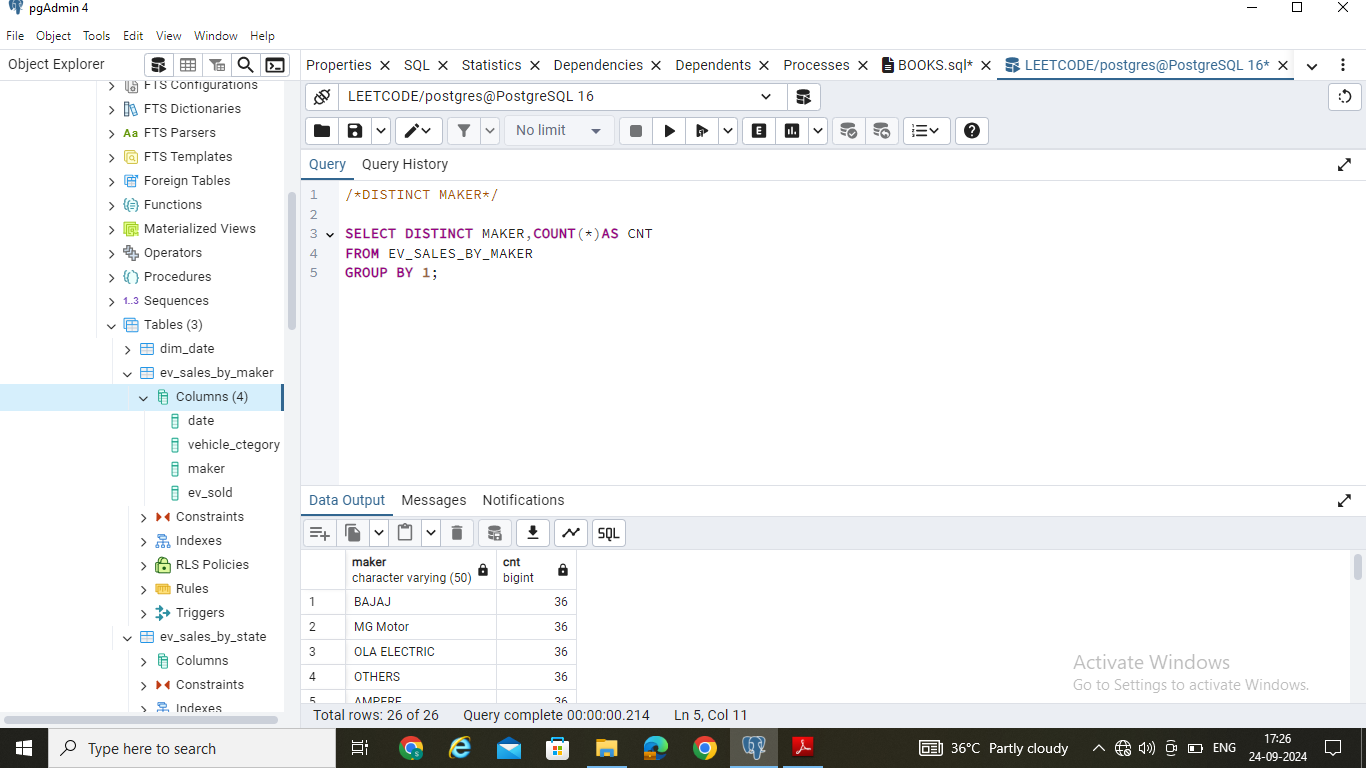 pgAdmin 4
File Object Tools Edit View Window Help
Object Explorer
Properties SQL Statistics Dependencies Dependents Processes BOOKS.sql* LEETCODE/postgres@PostgreSQL 16*
FTS Configurations
FTS Dictionaries
Aa FTS Parsers
FTS Templates
Foreign Tables
Functions
Materialized Views
Operators
Procedures
1..3 Sequences
Tables (3)
dim_date
ev_sales_by_maker
Columns (4)
date
vehicle_ctegory
maker
ev_sold
Constraints
Indexes
RLS Policies
Rules
Triggers
ev_sales_by_state
Columns
Constraints
Indexes
LEETCODE/postgres@PostgreSQL 16
No limit
E
Query Query History
1 /*DISTINCT MAKER*/
2
3 SELECT DISTINCT MAKER,COUNT(*)AS CNT
4 FROM EV_SALES_BY_MAKER
5 GROUP BY 1;
Data Output Messages Notifications
SQL
maker cnt
character varying (50) bigint
1 BAJAJ 36
2 MG Motor 36
3 OLA ELECTRIC 36
4 OTHERS 36
5 AMPERE 36
Total rows: 26 of 26 Query complete 00:00:00.214 Ln 5, Col 11
Activate Windows
Go to Settings to activate Windows.
Type here to search
36°C Partly cloudy ENG
17:26
24-09-2024